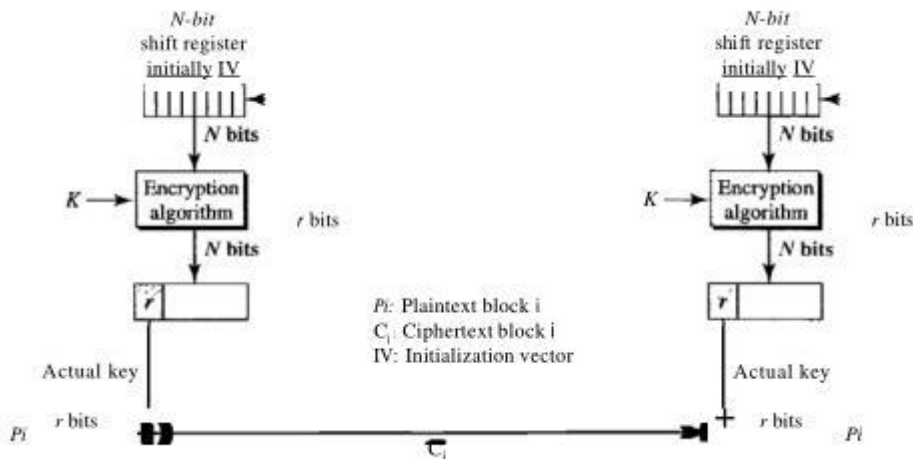 N-bit
shift register
initially IV
N bits
K
Encryption
algorithm
r bits
N bits
r
Actual key
Pi
r bits
N-bit
shift register
initially IV
N bits
K
Encryption
algorithm
r bits
N bits
r
Actual key
r bits
Pi
Pi: Plaintext block i
Ci: Ciphertext block i
IV: Initialization vector
Ci